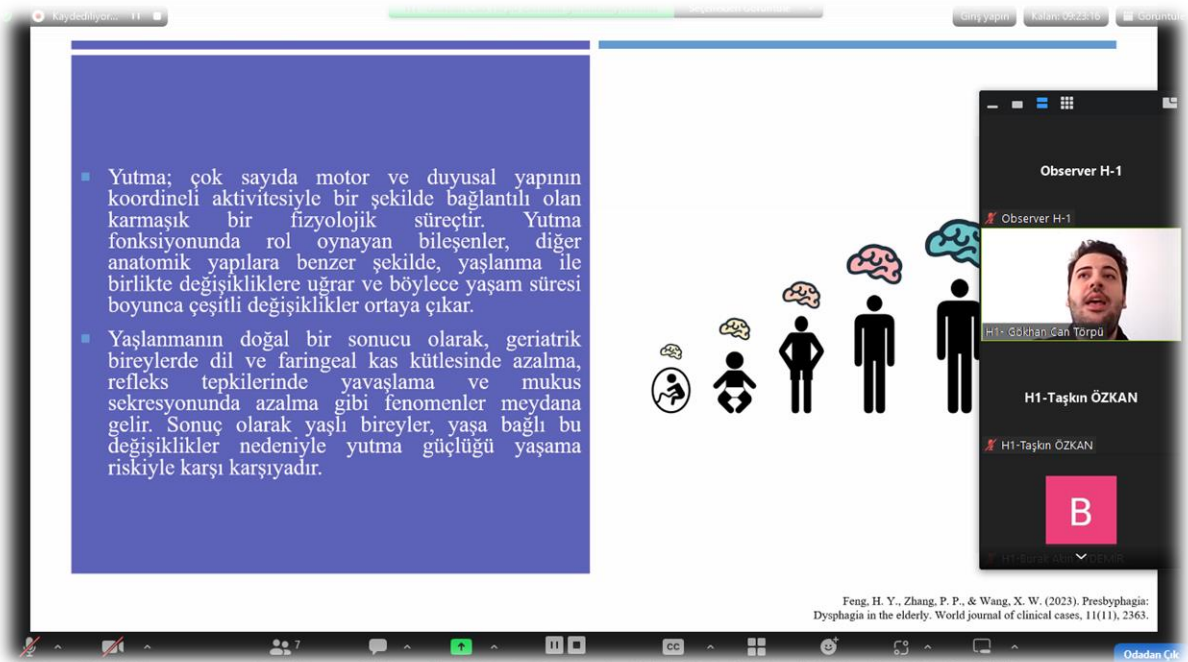 Kaydediliyor...
Giriş yapın
Kalan: 09:23:16
Görüntüle
Yutma; çok sayıda motor ve duyusal yapının
koordineli aktivitesiyle bir şekilde bağlantılı olan
karmaşık bir fizyolojik süreçtir. Yutma
fonksiyonunda rol oynayan bileşenler, diğer
anatomik yapılara benzer şekilde, yaşlanma ile
birlikte değişikliklere uğrar ve böylece yaşam süresi
boyunca çeşitli değişiklikler ortaya çıkar.
Yaşlanmanın doğal bir sonucu olarak, geriatrik
bireylerde dil ve faringeal kas kütlesinde azalma,
refleks tepkilerinde yavaşlama ve mukus
sekresyonunda azalma gibi fenomenler meydana
gelir. Sonuç olarak yaşlı bireyler, yaşa bağlı bu
değişiklikler nedeniyle yutma güçlüğü yaşama
riskiyle karşı karşıyadır.
Observer H-1
Observer H-1
H1- Gökhan Can Törpü
H1-Taşkın ÖZKAN
H1-Taşkın ÖZKAN
B
Feng, H. Y., Zhang, P. P., & Wang, X. W. (2023). Presbyphagia:
Dysphagia in the elderly. World journal of clinical cases, 11(11), 2363.
7
CC
Odadan Çık